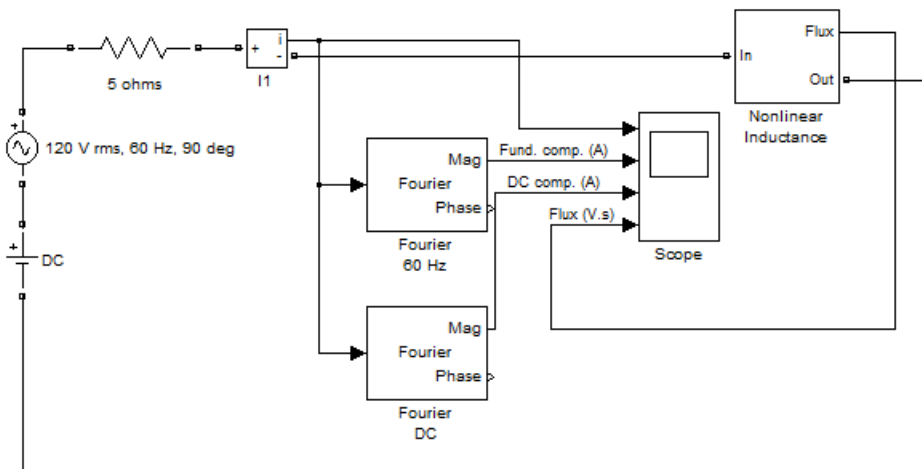 5 ohms
+
i
-
I1
Flux
In
Out
Nonlinear
Inductance
+
120 V rms, 60 Hz, 90 deg
Mag
Fourier
Phase
Fourier
60 Hz
Fund. comp. (A)
DC comp. (A)
Flux (V.s)
Scope
+
DC
Mag
Fourier
Phase
Fourier
DC